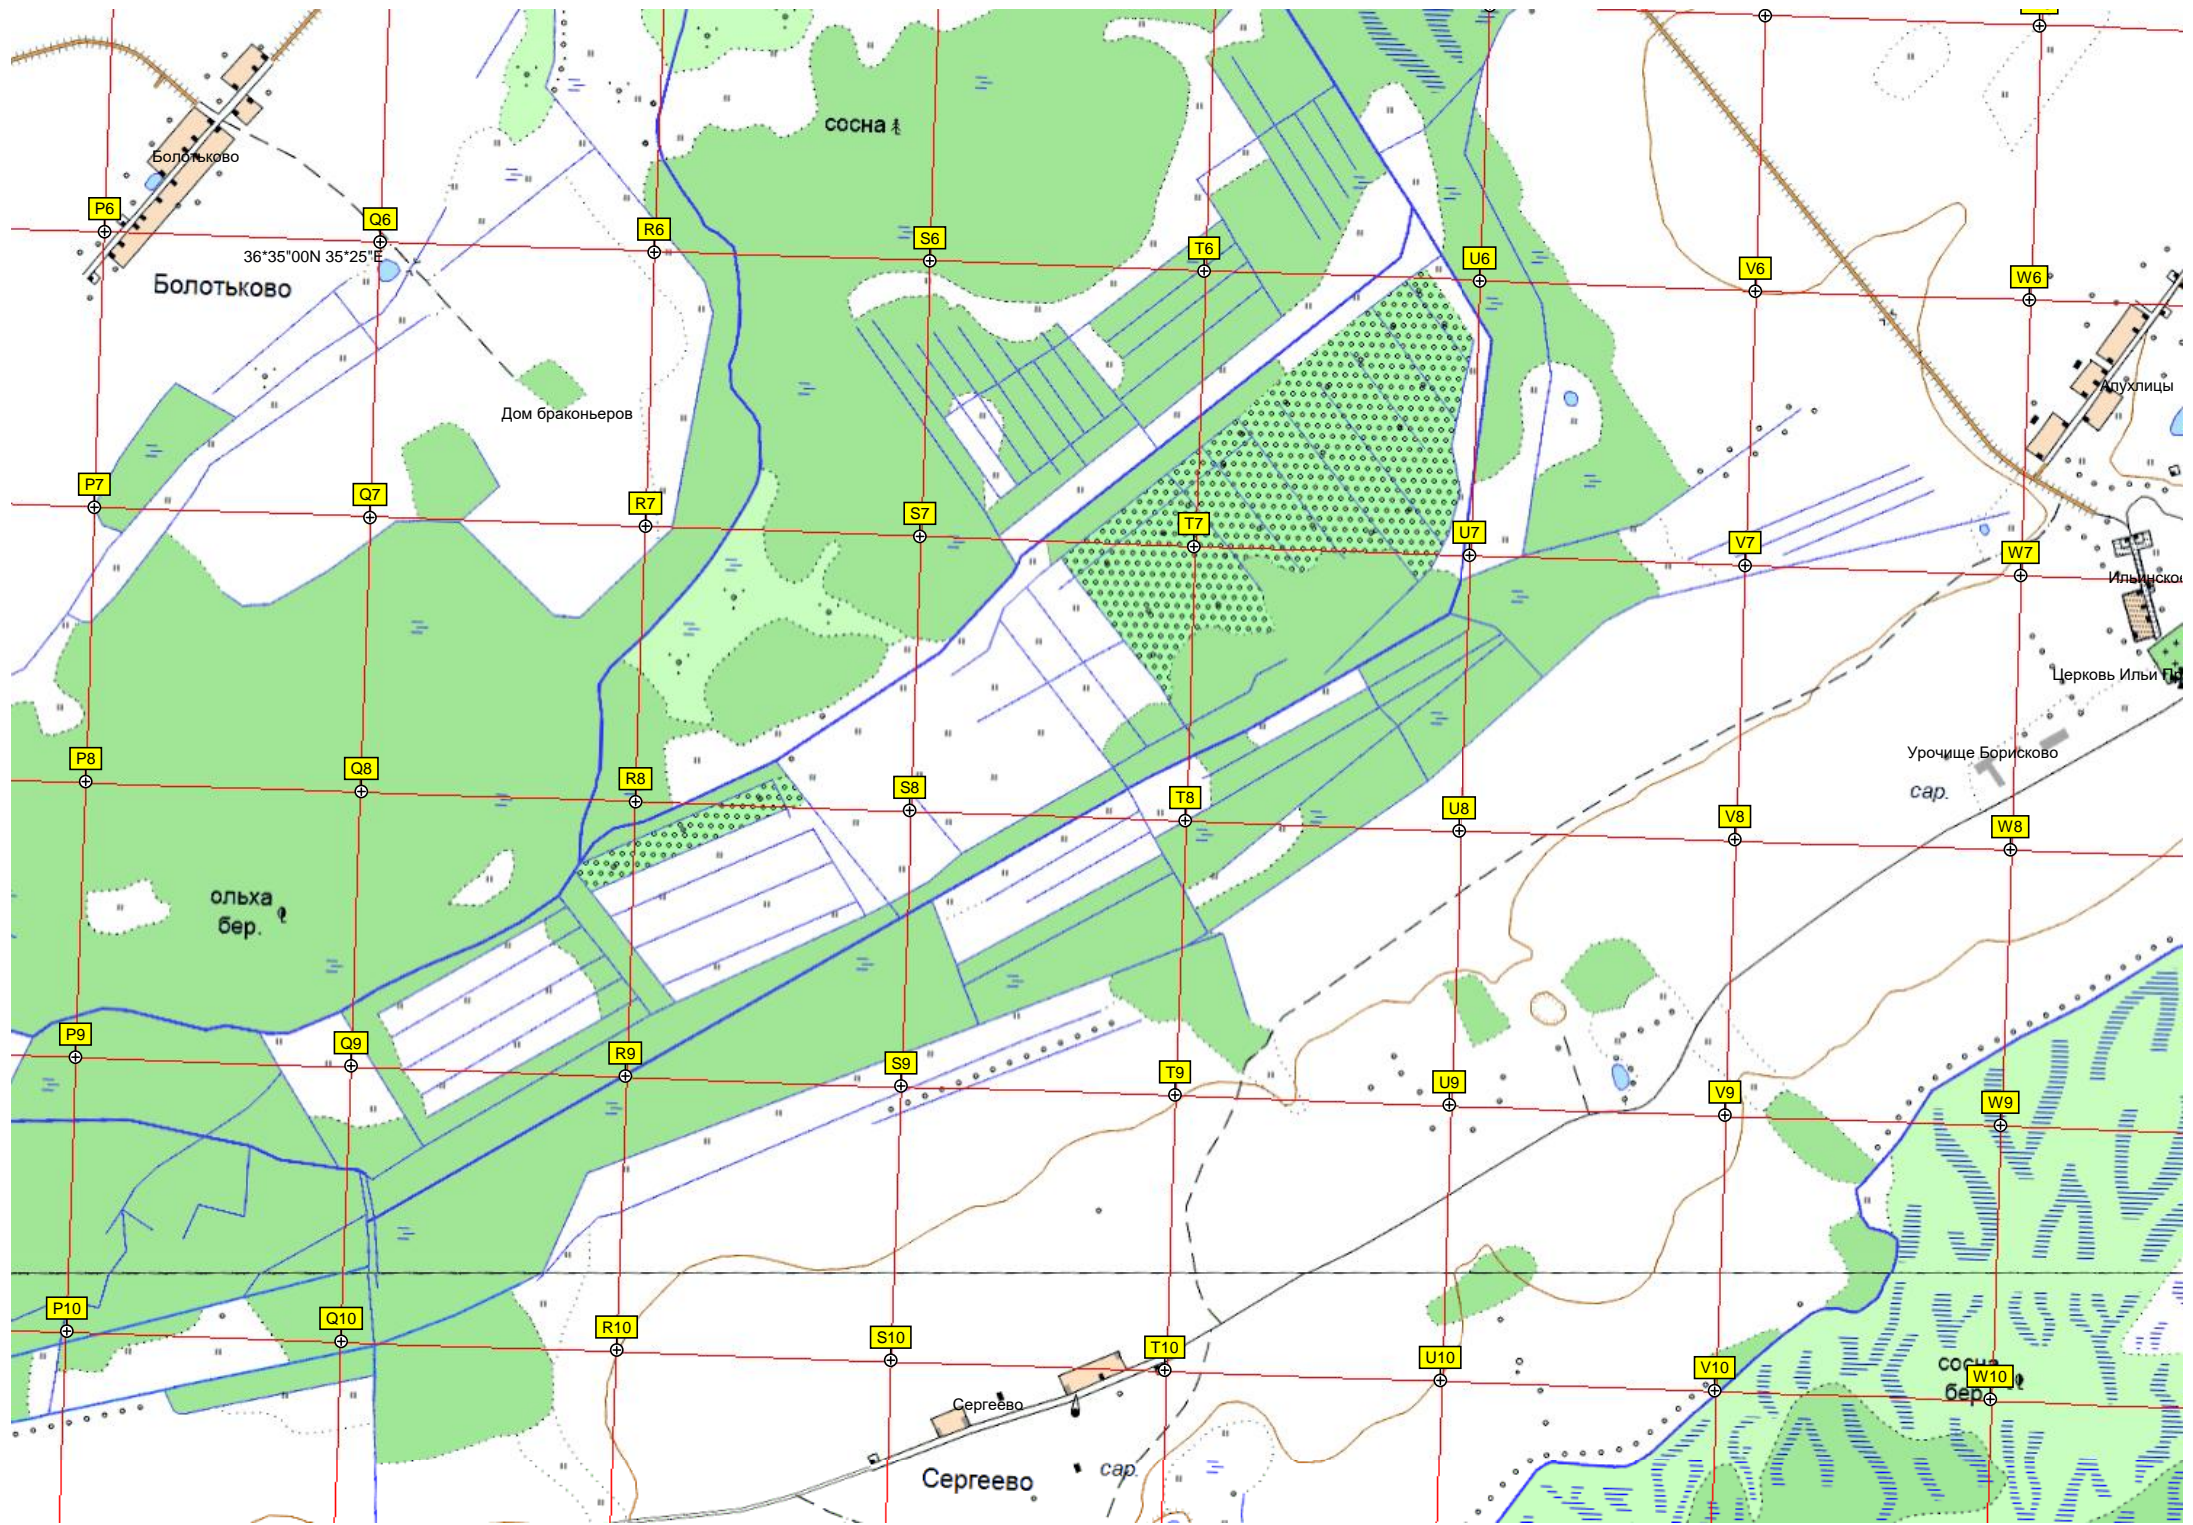 сосна
Болотьково
P6
Q6
R6
S6
T6
U6
V6
W6
36*35"00N 35*25"E
Болотьково
Дом браконьеров
Апухлицы
P7
Q7
R7
S7
T7
U7
V7
W7
Ильинское
Церковь Ильи Пр
Урочище Борисково
сар.
P8
Q8
R8
S8
T8
U8
V8
W8
ольха
бер.
P9
Q9
R9
S9
T9
U9
V9
W9
P10
Q10
R10
S10
T10
U10
V10
W10
сосна
бер.
Сергеево
Сергеево
сар.